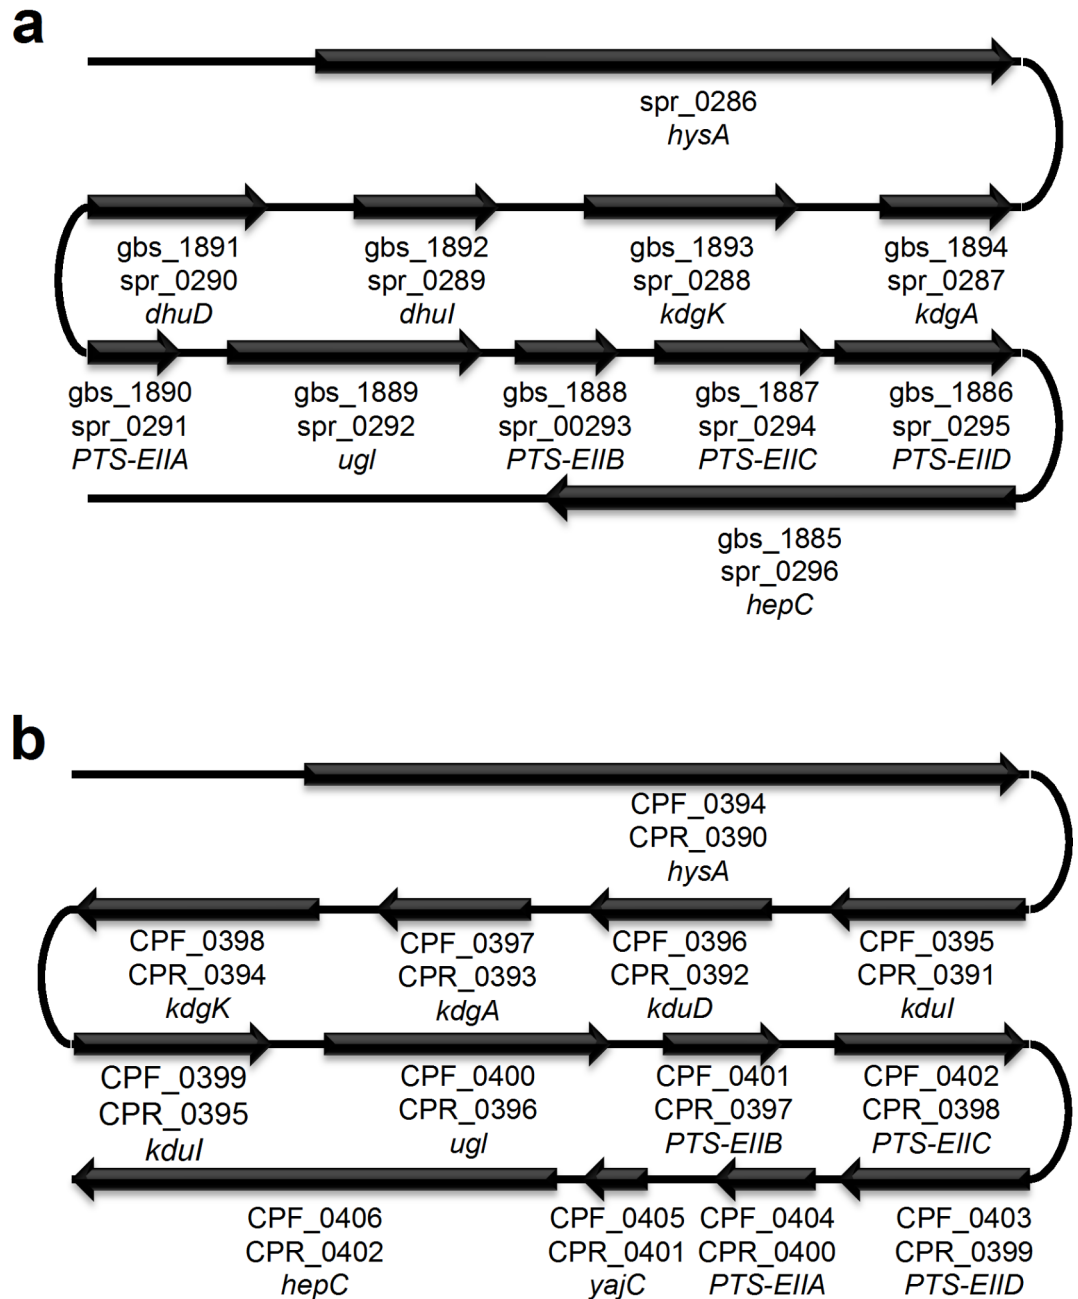 a
spr_0286
hysA
gbs_1891 gbs_1892 gbs_1893 gbs_1894
spr_0290 spr_0289 spr_0288 spr_0287
dhuD dhuI kdgK kdgA
gbs_1890 gbs_1889 gbs_1888 gbs_1887 gbs_1886
spr_0291 spr_0292 spr_00293 spr_0294 spr_0295
PTS-EIIA ugl PTS-EIIB PTS-EIIC PTS-EIID
gbs_1885
spr_0296
hepC
b
CPF_0394
CPR_0390
hysA
CPF_0398 CPF_0397 CPF_0396 CPF_0395
CPR_0394 CPR_0393 CPR_0392 CPR_0391
kdgK kdgA kduD kduI
CPF_0399 CPF_0400 CPF_0401 CPF_0402
CPR_0395 CPR_0396 CPR_0397 CPR_0398
kduI ugl PTS-EIIB PTS-EIIC
CPF_0406 CPF_0405 CPF_0404 CPF_0403
CPR_0402 CPR_0401 CPR_0400 CPR_0399
hepC yajC PTS-EIIA PTS-EIID